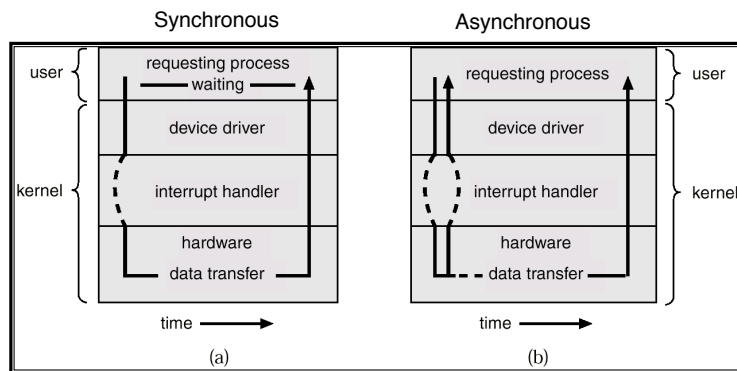 Synchronous
Asynchronous
user
requesting process
waiting
device driver
kernel
interrupt handler
hardware
data transfer
time
(a)
requesting process
user
device driver
interrupt handler
kernel
hardware
data transfer
time
(b)